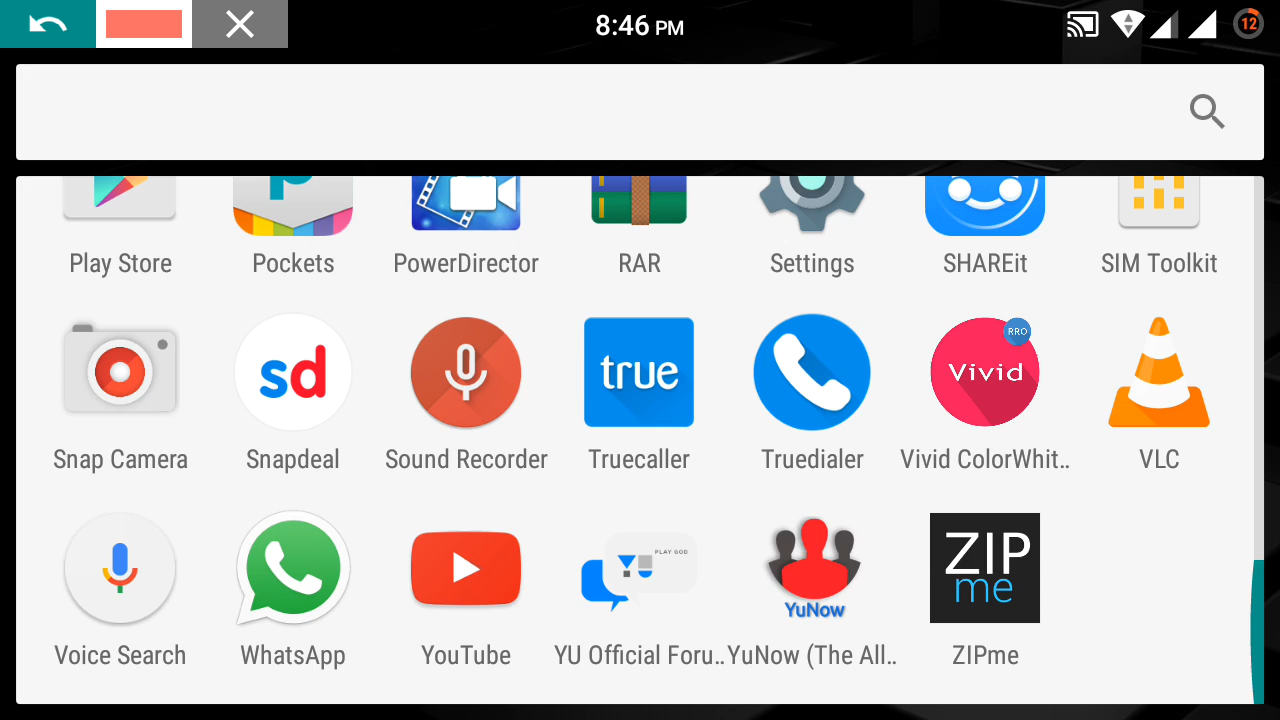 8:46 PM
12
Play Store
Pockets
PowerDirector
RAR
Settings
SHAREit
SIM Toolkit
sd
true
RRO
Vivid
Snap Camera
Snapdeal
Sound Recorder
Truecaller
Truedialer
Vivid ColorWhit..
VLC
PLAY GOD
YU
YuNow
ZIP
me
Voice Search
WhatsApp
YouTube
YU Official Foru..
YuNow (The All..
ZIPme